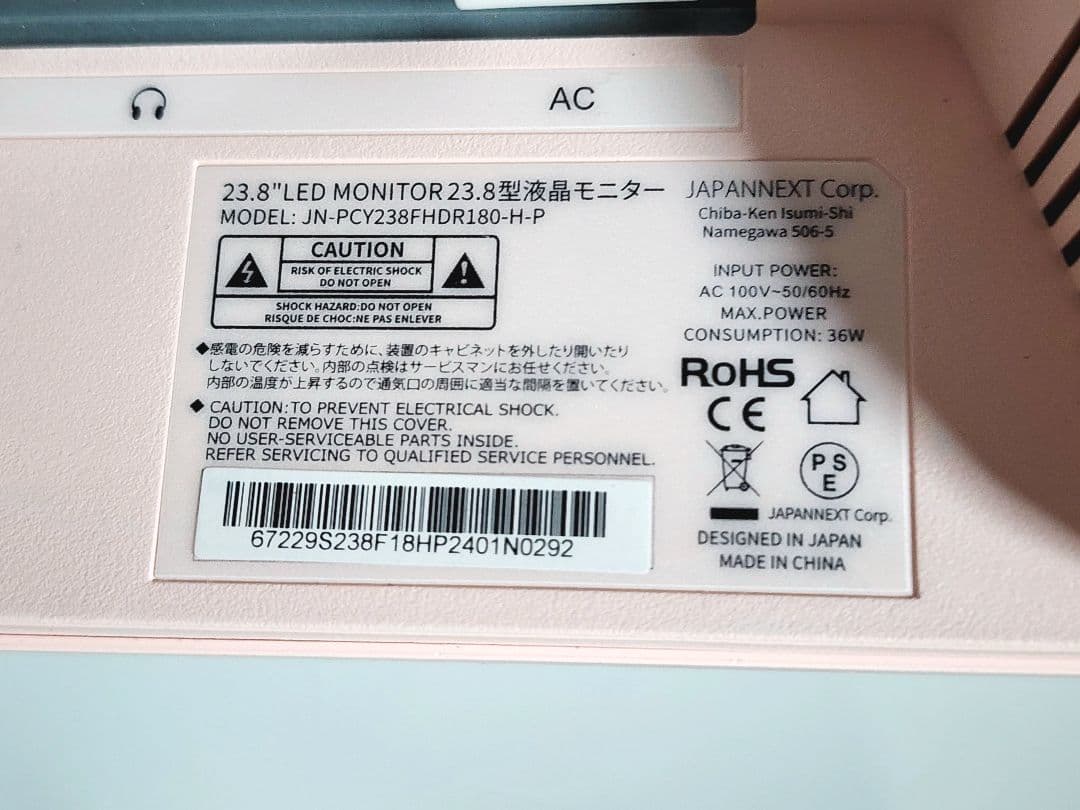 AC
23.8"LED MONITOR 23.8型液晶モニター
MODEL: JN-PCY238FHDR180-H-P
CAUTION
RISK OF ELECTRIC SHOCK
DO NOT OPEN
SHOCK HAZARD:DO NOT OPEN
RISQUE DE CHOC:NE PAS ENLEVER
◆感電の危険を減らすために、装置のキャビネットを外したり開いたり
しないでください。内部の点検はサービスマンにお任せください。
内部の温度が上昇するので通気口の周囲に適当な間隔を置いてください。
◆ CAUTION:TO PREVENT ELECTRICAL SHOCK.
DO NOT REMOVE THIS COVER.
NO USER-SERVICEABLE PARTS INSIDE.
REFER SERVICING TO QUALIFIED SERVICE PERSONNEL.
67229S238F18HP2401N0292
JAPANNEXT Corp.
Chiba-Ken Isumi-Shi
Namegawa 506-5
INPUT POWER:
AC 100V~50/60Hz
MAX.POWER
CONSUMPTION: 36W
RoHS
CE
PS
E
JAPANNEXT Corp.
DESIGNED IN JAPAN
MADE IN CHINA